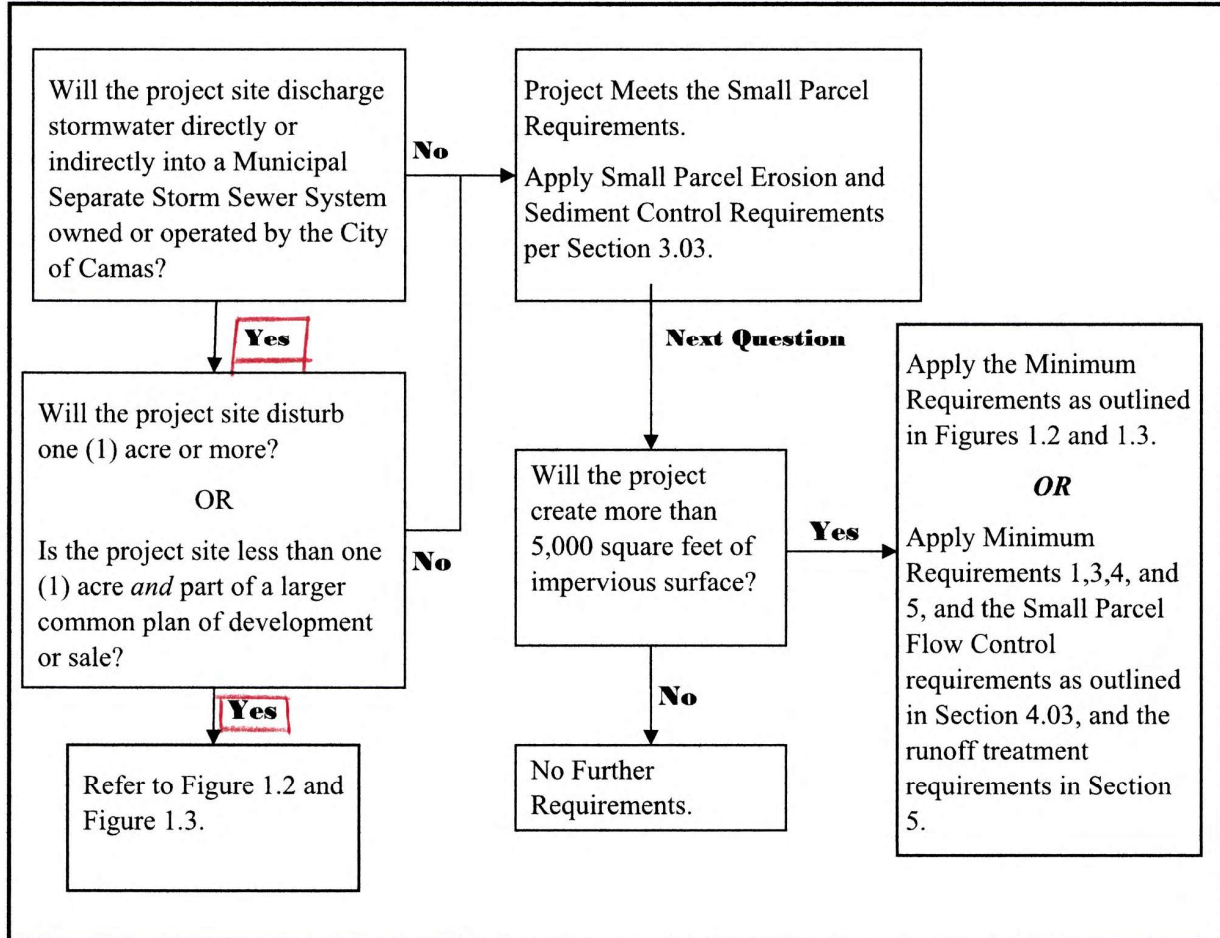 Will the project site discharge
stormwater directly or
indirectly into a Municipal
Separate Storm Sewer System
owned or operated by the City
of Camas?
No
Project Meets the Small Parcel
Requirements.
Apply Small Parcel Erosion and
Sediment Control Requirements
per Section 3.03.
Yes
Next Question
Will the project site disturb
one (1) acre or more?
OR
Is the project site less than one
(1) acre and part of a larger
common plan of development
or sale?
No
Will the project
create more than
5,000 square feet of
impervious surface?
Yes
Apply the Minimum
Requirements as outlined
in Figures 1.2 and 1.3.
OR
Apply Minimum
Requirements 1,3,4, and
5, and the Small Parcel
Flow Control
requirements as outlined
in Section 4.03, and the
runoff treatment
requirements in Section
5.
Yes
No
Refer to Figure 1.2 and
Figure 1.3.
No Further
Requirements.